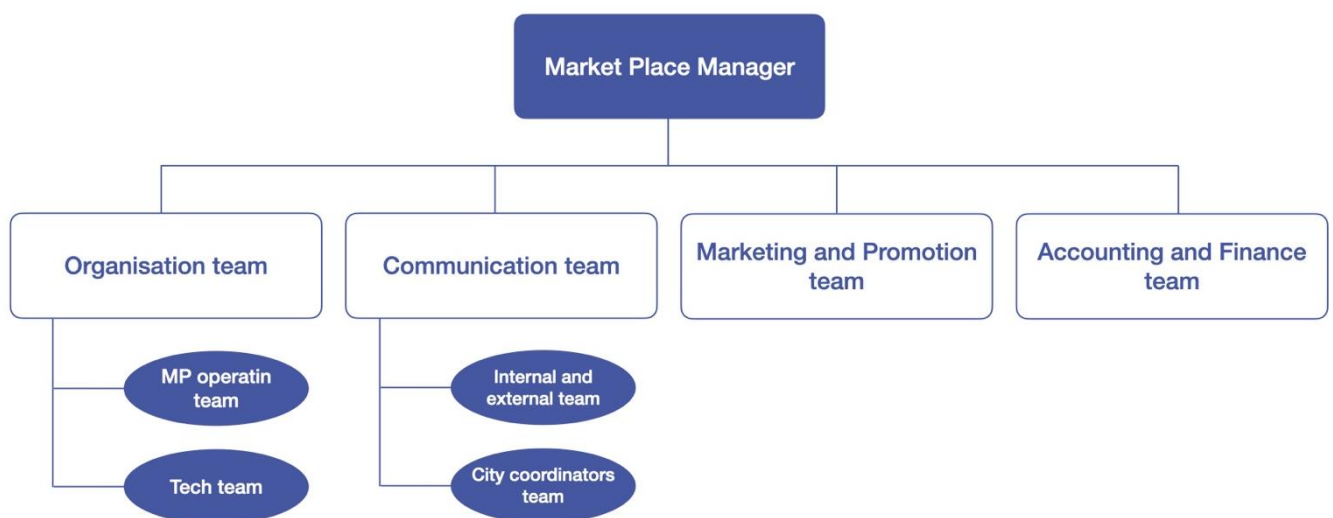 Market Place Manager
Organisation team
Communication team
Marketing and Promotion
team
Accounting and Finance
team
MP operatin
team
Internal and
external team
Tech team
City coordinators
team